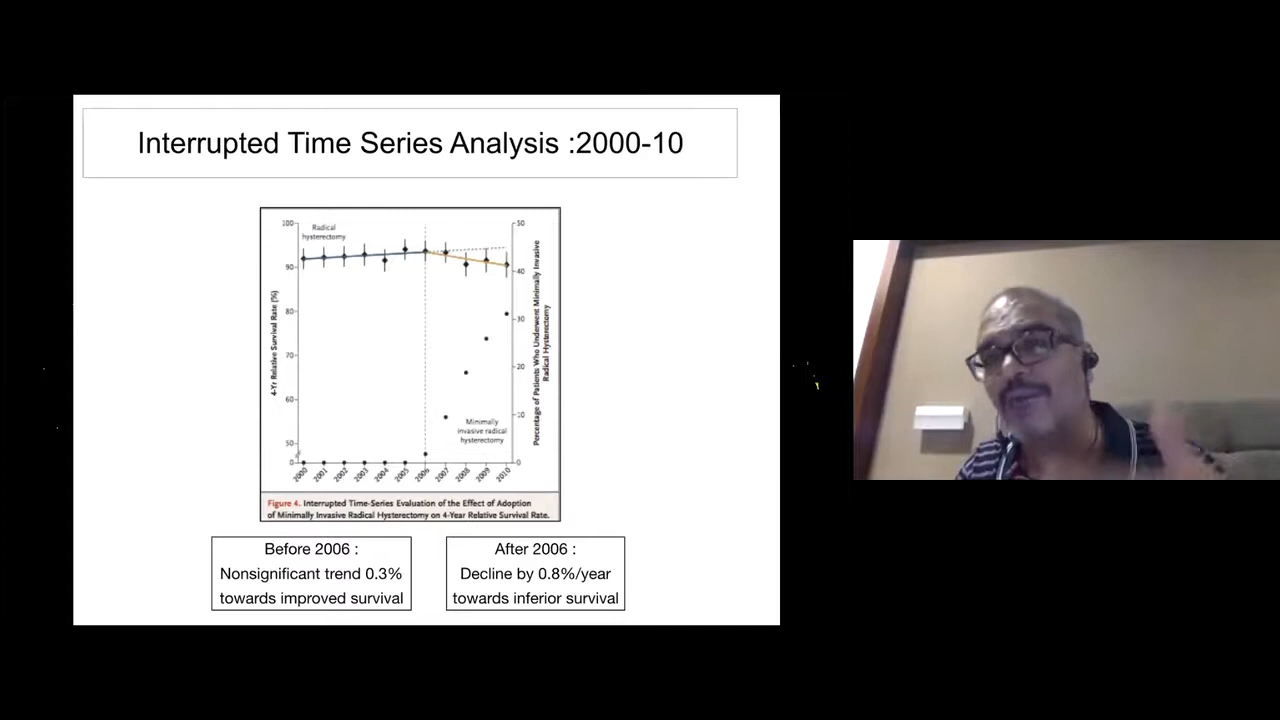 Interrupted Time Series Analysis :2000-10
100
90
80
70
60
50
0
4-Yr Relative Survival Rate (%)
Radical
hysterectomy
50
40
30
20
10
0
Percentage of Patients Who Underwent Minimally Invasive
Radical Hysterectomy
Minimally
invasive radical
hysterectomy
2000 2001 2002 2003 2004 2005 2006 2007 2008 2009 2010
Figure 4. Interrupted Time-Series Evaluation of the Effect of Adoption
of Minimally Invasive Radical Hysterectomy on 4-Year Relative Survival Rate.
Before 2006 :
Nonsignificant trend 0.3%
towards improved survival
After 2006 :
Decline by 0.8%/year
towards inferior survival